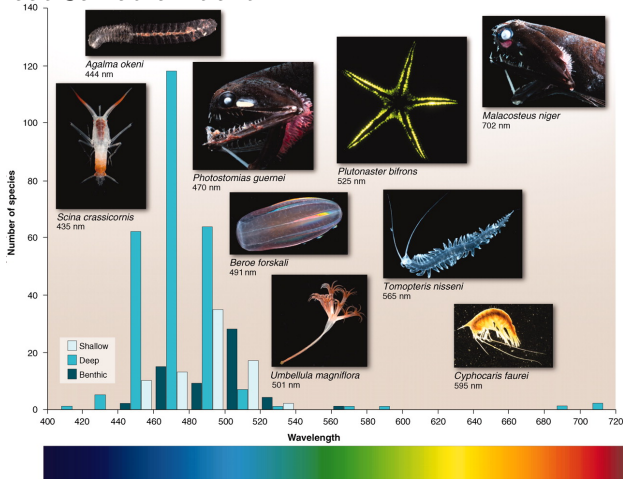 140
120
100
80
60
40
20
0
Number of species
Agalma okeni
444 nm
Scina crassicornis
435 nm
Photostomias guernei
470 nm
Beroe forskali
491 nm
Umbellula magniflora
501 nm
Plutonaster bifrons
525 nm
Malacosteus niger
702 nm
Tomopteris nisseni
565 nm
Cyphocaris faurei
595 nm
Shallow
Deep
Benthic
400 420 440 460 480 500 520 540 560 580 600 620 640 660 680 700 720
Wavelength